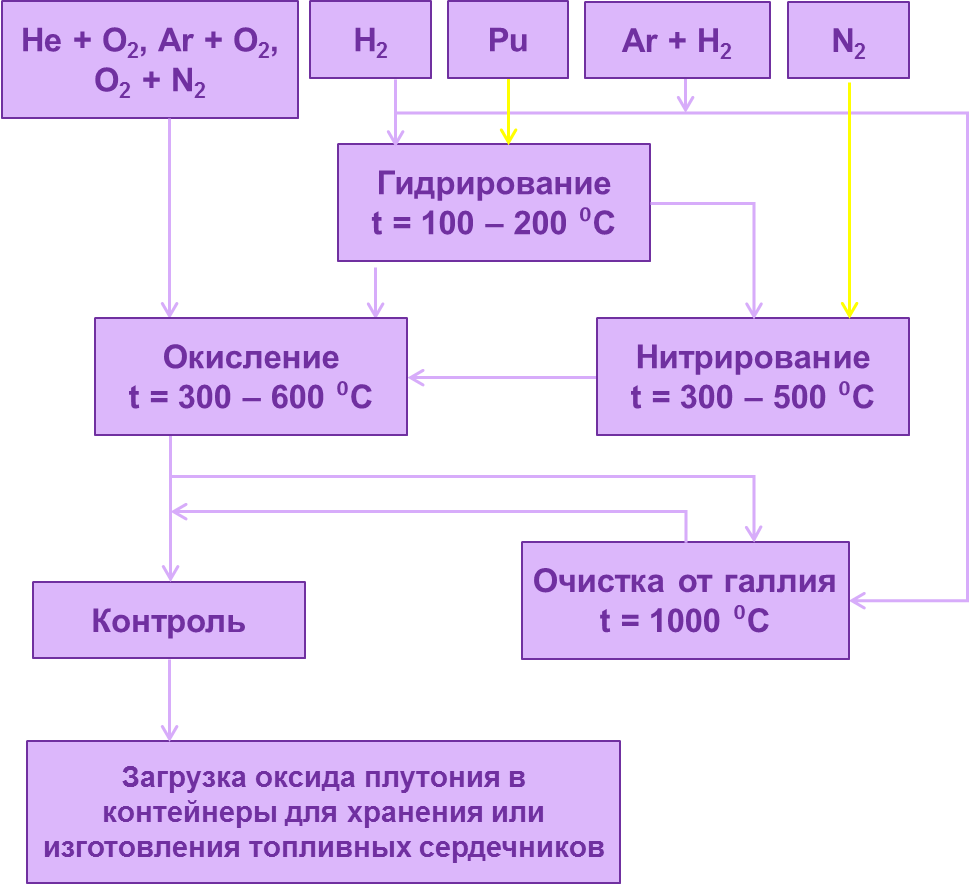 He + O₂, Ar + O₂,
O₂ + N₂
H₂
Pu
Ar + H₂
N₂
Гидрирование
t = 100 – 200 ⁰C
Окисление
t = 300 – 600 ⁰C
Нитрирование
t = 300 – 500 ⁰C
Очистка от галлия
t = 1000 ⁰C
Контроль
Загрузка оксида плутония в
контейнеры для хранения или
изготовления топливных сердечников